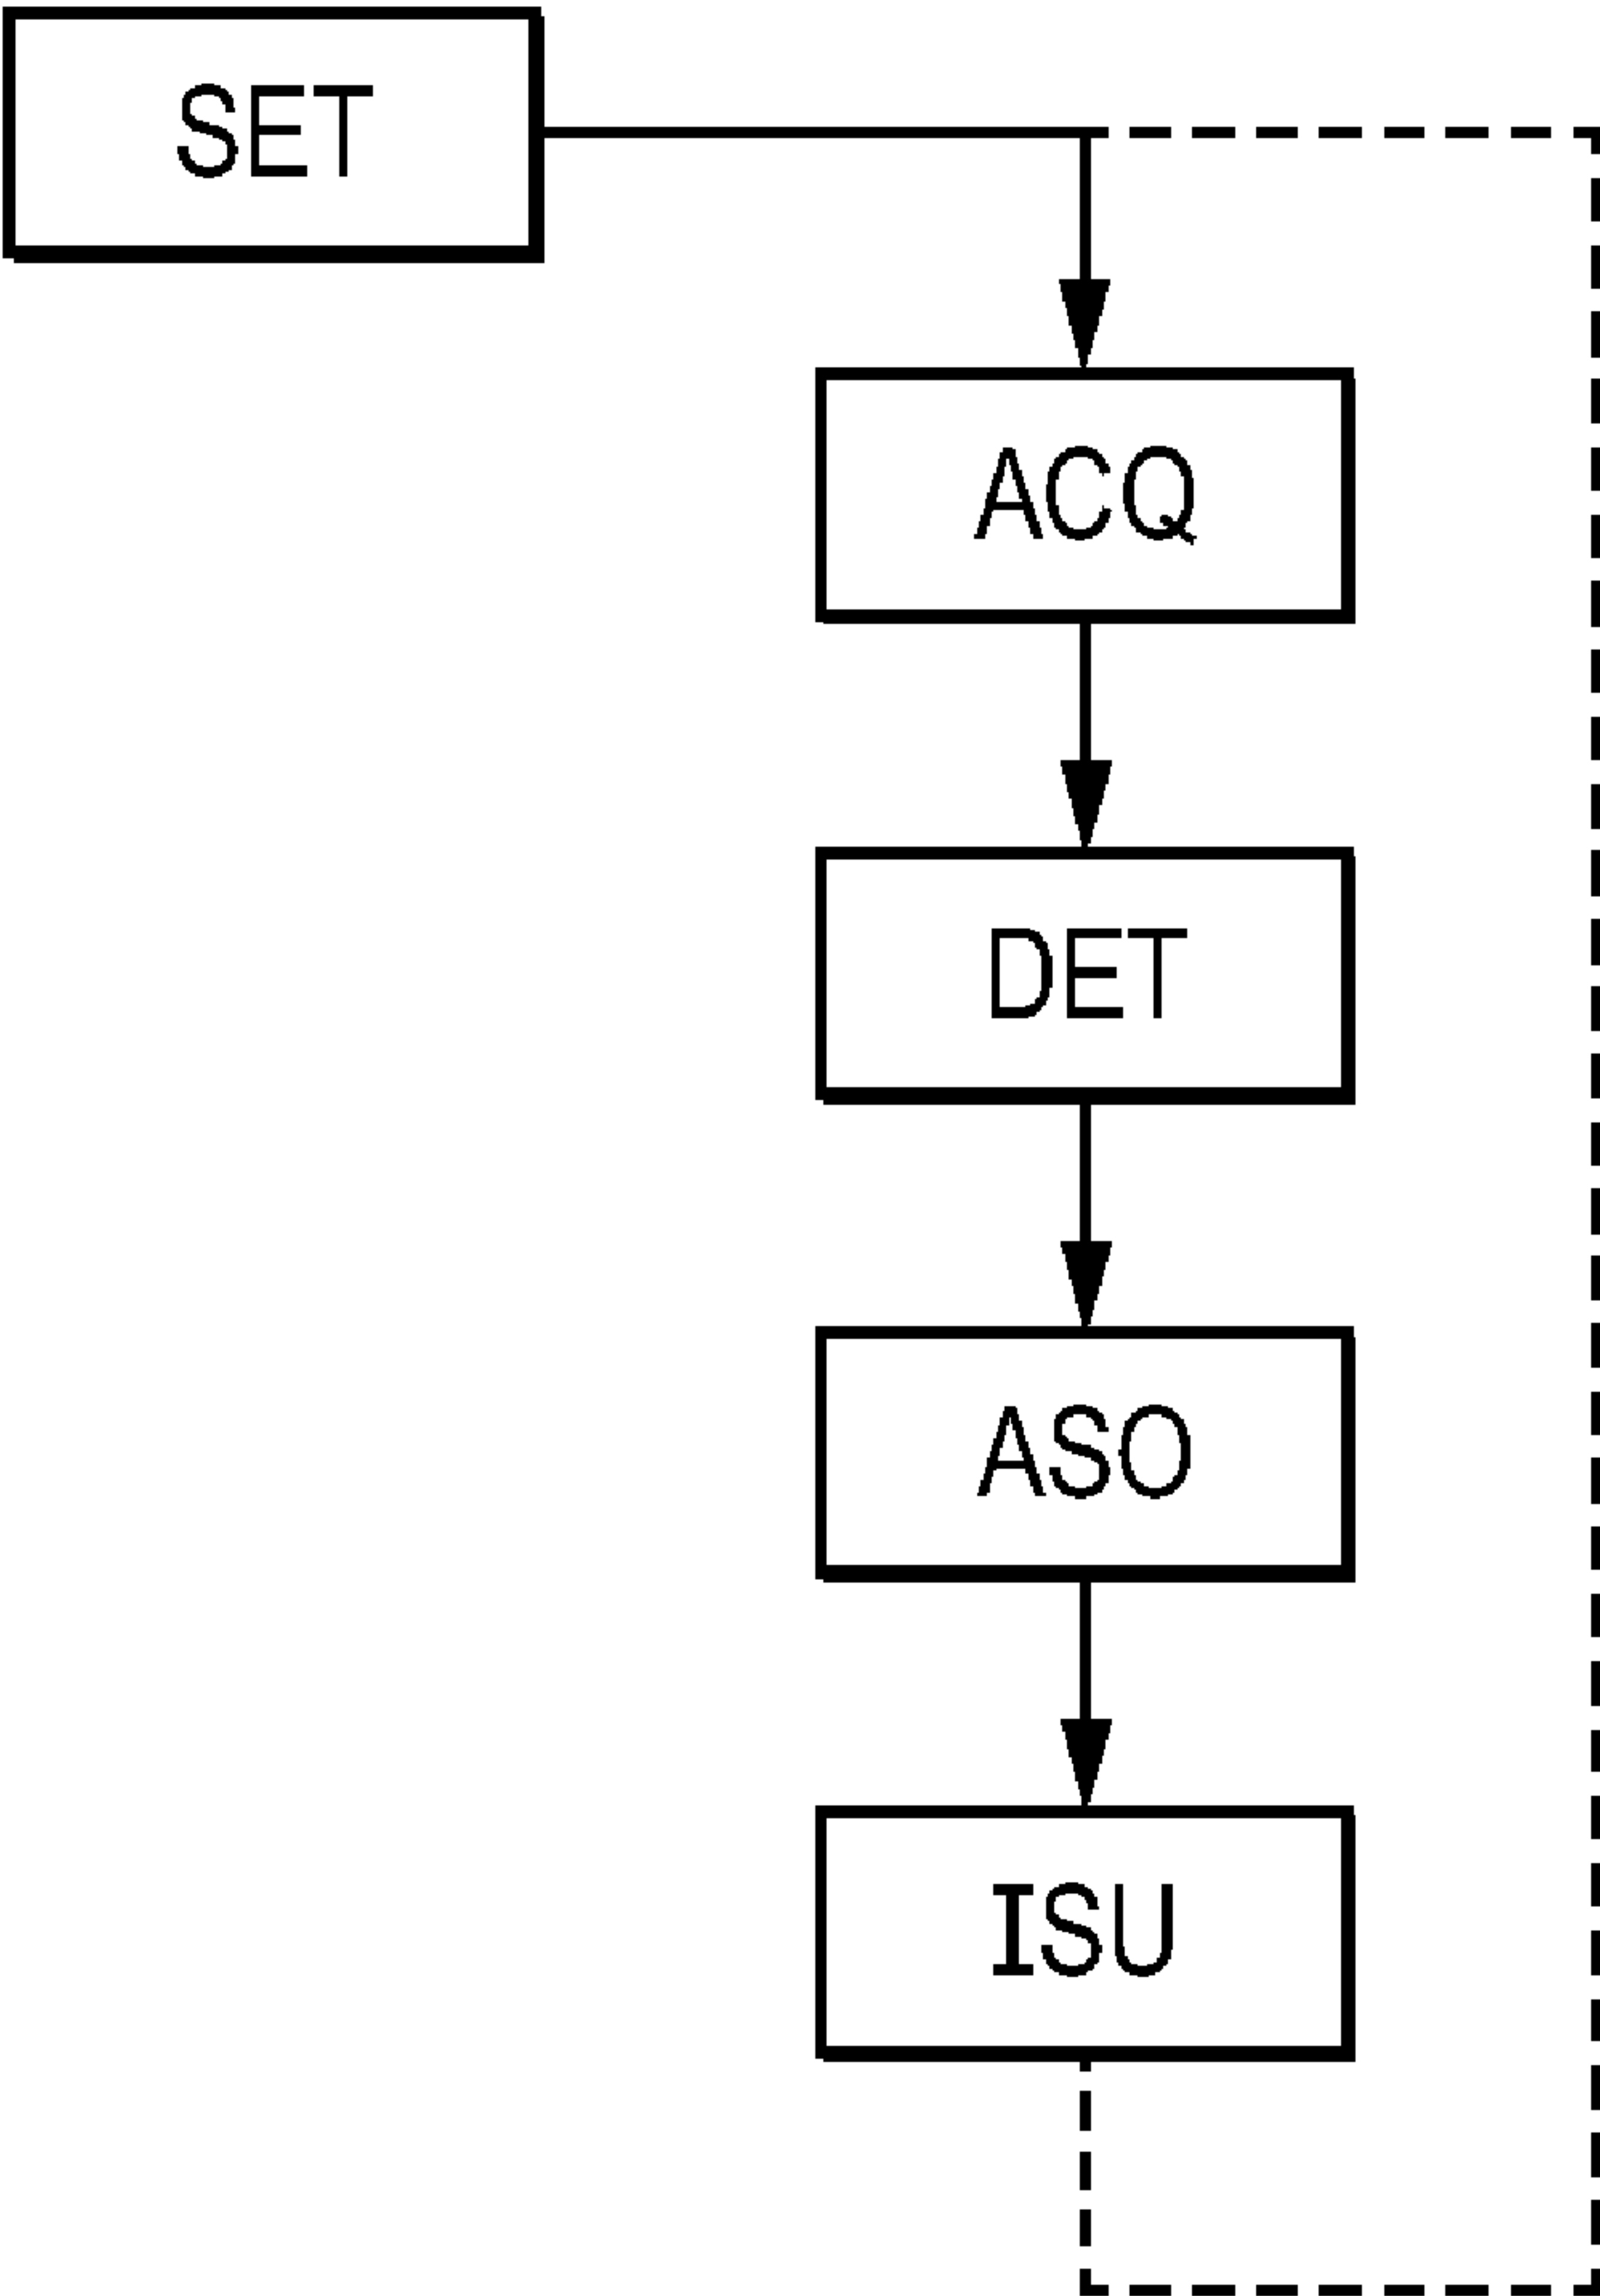 SET
ACQ
DET
ASO
ISU